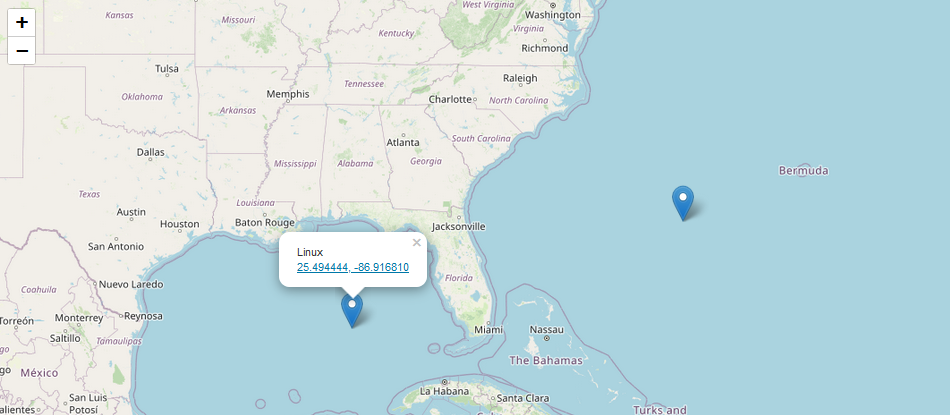 +
−
Kansas
Missouri
West Virginia
Washington
Virginia
Kentucky
Richmond
Tulsa
Raleigh
Tennessee
Oklahoma
Memphis
Charlotte
North Carolina
Arkansas
South Carolina
Atlanta
Dallas
Mississippi
Alabama
Georgia
Bermuda
Texas
Louisiana
Austin
Houston
Baton Rouge
Jacksonville
San Antonio
×
Linux
25.494444, -86.916810
Florida
Nuevo Laredo
Coahuila
Torreón
Monterrey
Reynosa
Miami
Nassau
Saltillo
Tamaulipas
The Bahamas
México
La Habana
San Luis
Potosí
Santa Clara
Turks and